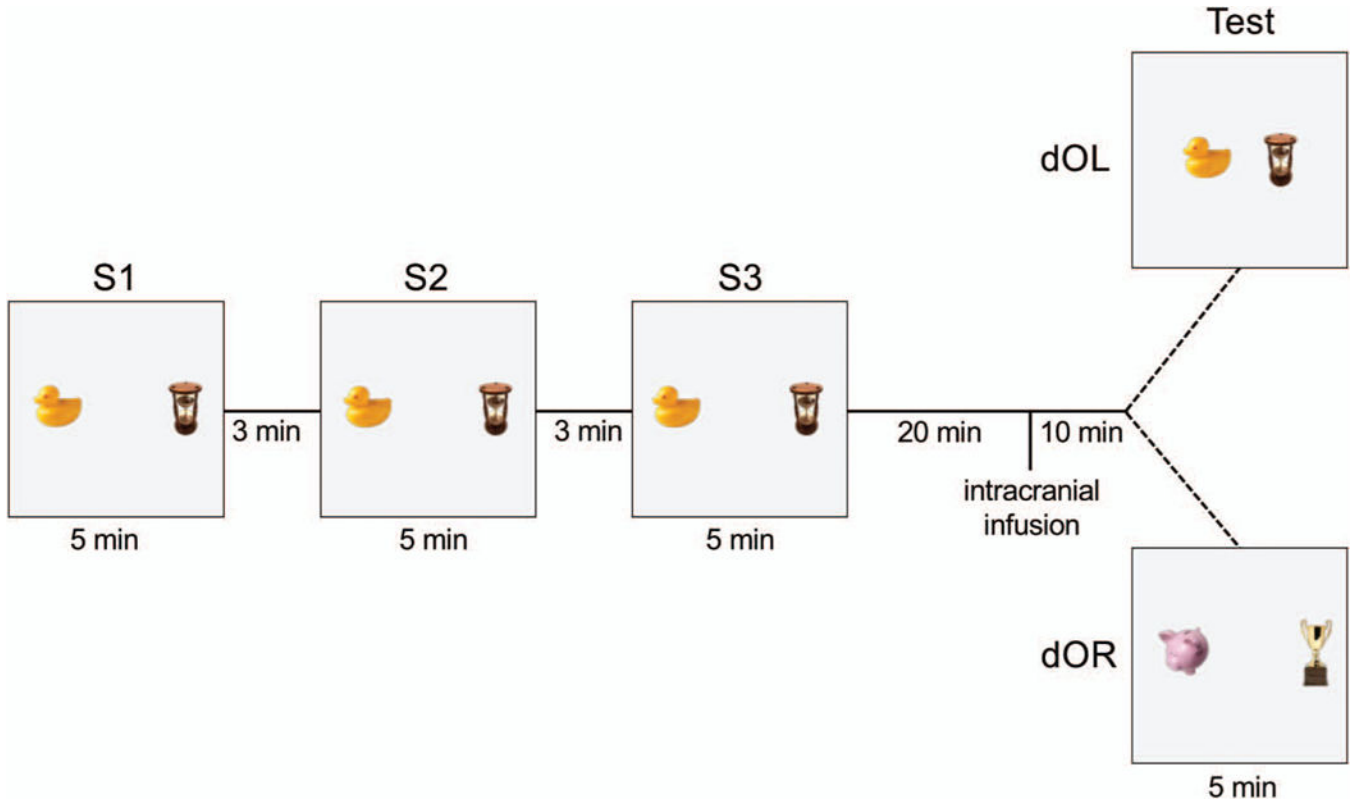 Test
dOL
S1
S2
S3
3 min
3 min
20 min
10 min
intracranial
infusion
5 min
5 min
5 min
dOR
5 min